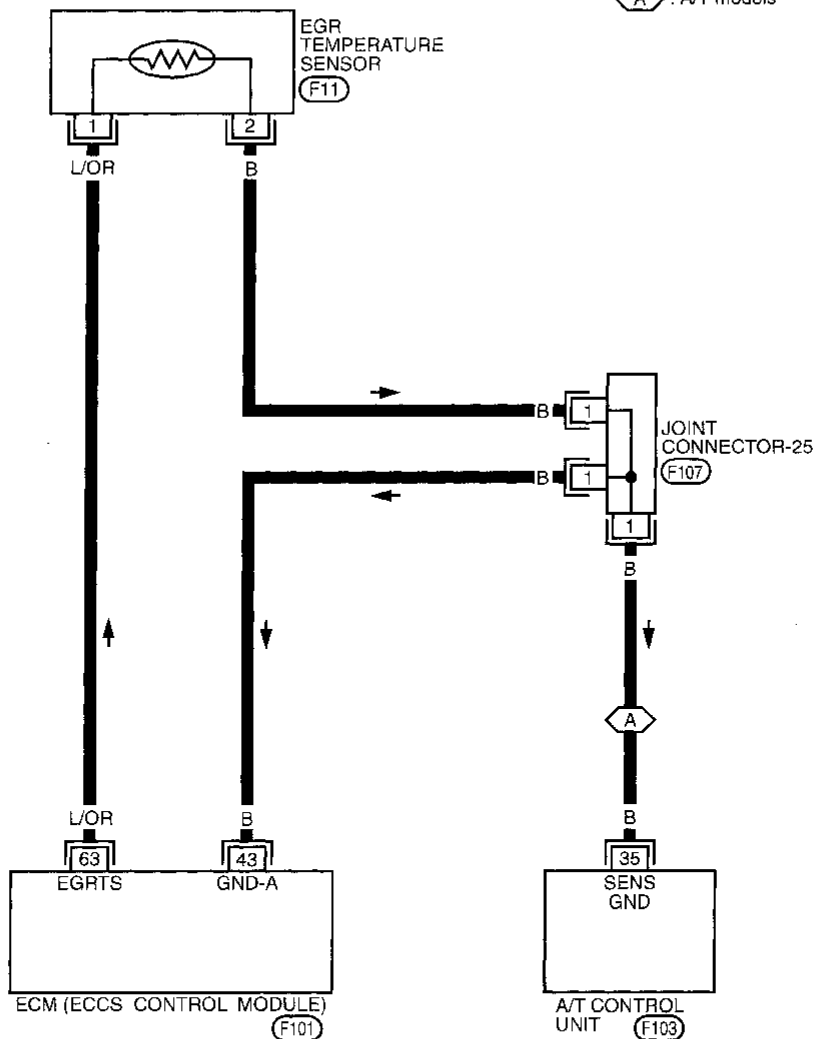 A : A/T models
EGR
TEMPERATURE
SENSOR
F11
1 2
L/OR B
B 1
JOINT
CONNECTOR-25
F107
B 1
1
B
A
L/OR B B
63 43 35
EGRTS GND-A SENS
GND
ECM (ECCS CONTROL MODULE)
F101
A/T CONTROL
UNIT F103